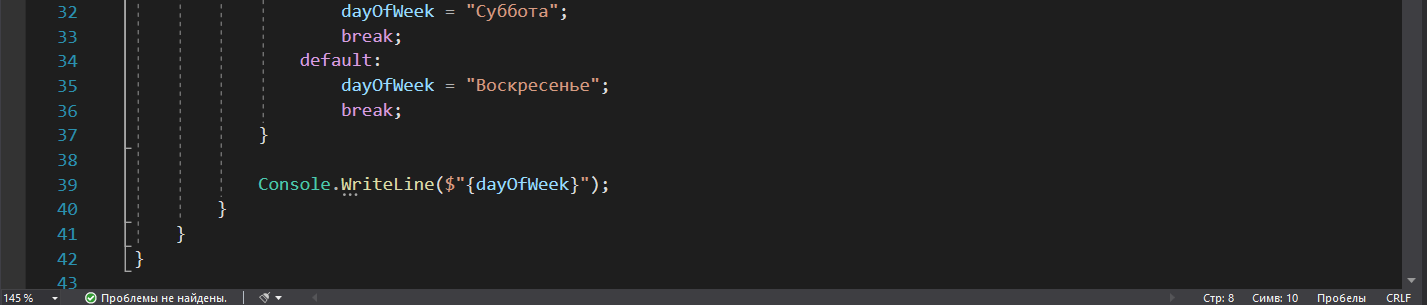 32 dayOfWeek = "Суббота";
33 break;
34 default:
35 dayOfWeek = "Воскресенье";
36 break;
37 }
38
39 Console.WriteLine($"{dayOfWeek}");
40 }
41 }
42 }
43
145 % Проблемы не найдены. Стр: 8 Симв: 10 Пробелы CRLF